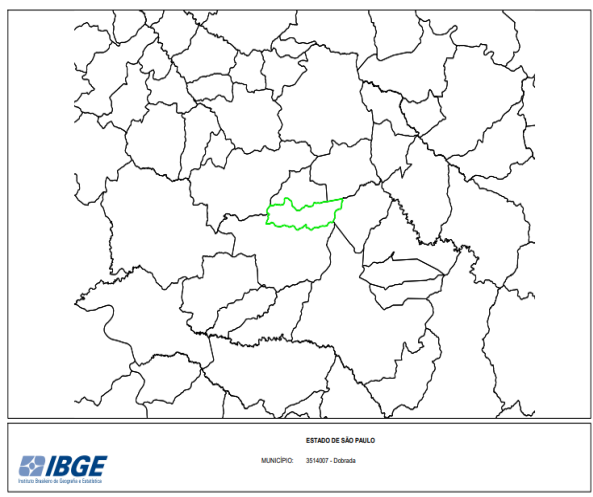 ESTADO DE SÃO PAULO
MUNICÍPIO: 3514007 - Dobrada
IBGE
Instituto Brasileiro de Geografia e Estatística